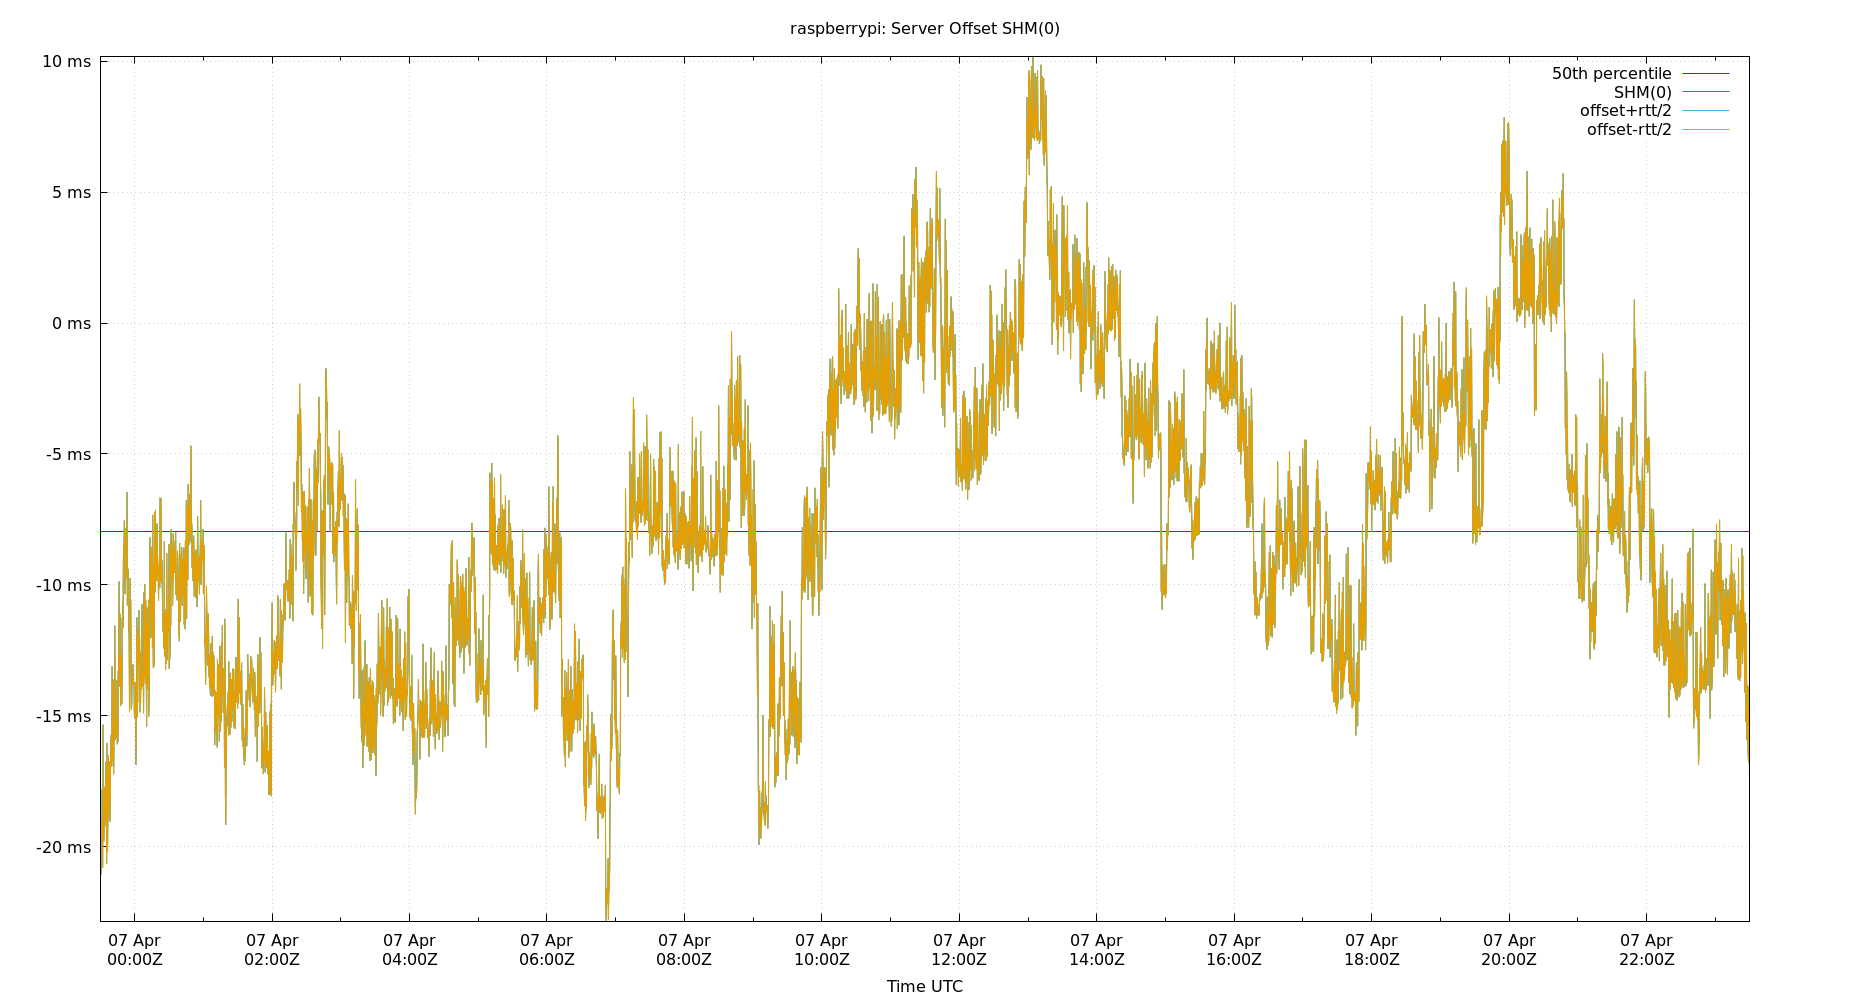 raspberrypi: Server Offset SHM(0)
10 ms
5 ms
0 ms
-5 ms
-10 ms
-15 ms
-20 ms
50th percentile
SHM(0)
offset+rtt/2
offset-rtt/2
07 Apr 07 Apr 07 Apr 07 Apr 07 Apr 07 Apr 07 Apr 07 Apr 07 Apr 07 Apr 07 Apr 07 Apr
00:00Z 02:00Z 04:00Z 06:00Z 08:00Z 10:00Z 12:00Z 14:00Z 16:00Z 18:00Z 20:00Z 22:00Z
Time UTC